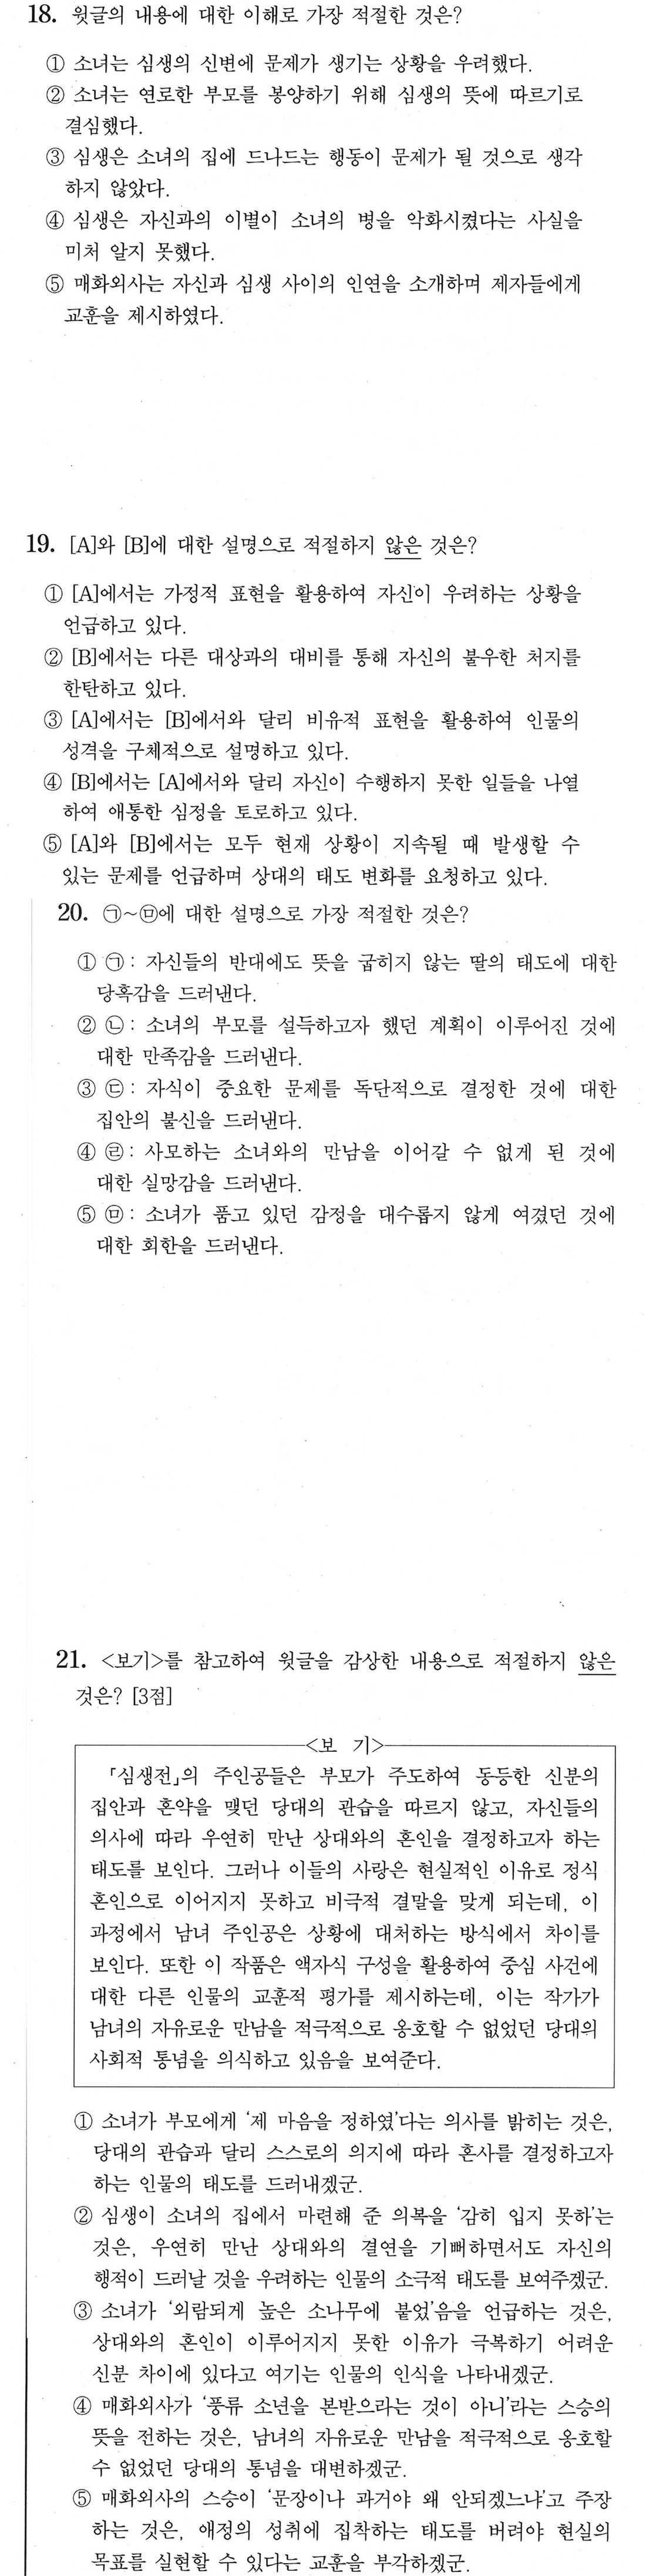 18. 윗글의 내용에 대한 이해로 가장 적절한 것은?
① 소녀는 심생의 신변에 문제가 생기는 상황을 우려했다.
② 소녀는 연로한 부모를 봉양하기 위해 심생의 뜻에 따르기로
결심했다.
③ 심생은 소녀의 집에 드나드는 행동이 문제가 될 것으로 생각
하지 않았다.
④ 심생은 자신과의 이별이 소녀의 병을 악화시켰다는 사실을
미처 알지 못했다.
⑤ 매화외사는 자신과 심생 사이의 인연을 소개하며 제자들에게
교훈을 제시하였다.
19. [A]와 [B]에 대한 설명으로 적절하지 않은 것은?
① [A]에서는 가정적 표현을 활용하여 자신이 우려하는 상황을
언급하고 있다.
② [B]에서는 다른 대상과의 대비를 통해 자신의 불우한 처지를
한탄하고 있다.
③ [A]에서는 [B]에서와 달리 비유적 표현을 활용하여 인물의
성격을 구체적으로 설명하고 있다.
④ [B]에서는 [A]에서와 달리 자신이 수행하지 못한 일들을 나열
하여 애통한 심정을 토로하고 있다.
⑤ [A]와 [B]에서는 모두 현재 상황이 지속될 때 발생할 수
있는 문제를 언급하며 상대의 태도 변화를 요청하고 있다.
20. ㉠~㉤에 대한 설명으로 가장 적절한 것은?
① ㉠: 자신들의 반대에도 뜻을 굽히지 않는 딸의 태도에 대한
당혹감을 드러낸다.
② ㉡: 소녀의 부모를 설득하고자 했던 계획이 이루어진 것에
대한 만족감을 드러낸다.
③ ㉢: 자식이 중요한 문제를 독단적으로 결정한 것에 대한
집안의 불신을 드러낸다.
④ ㉣: 사모하는 소녀와의 만남을 이어갈 수 없게 된 것에
대한 실망감을 드러낸다.
⑤ ㉤: 소녀가 품고 있던 감정을 대수롭지 않게 여겼던 것에
대한 회한을 드러낸다.
21. <보기>를 참고하여 윗글을 감상한 내용으로 적절하지 않은
것은? [3점]
<보 기>
「심생전」의 주인공들은 부모가 주도하여 동등한 신분의
집안과 혼약을 맺던 당대의 관습을 따르지 않고, 자신들의
의사에 따라 우연히 만난 상대와의 혼인을 결정하고자 하는
태도를 보인다. 그러나 이들의 사랑은 현실적인 이유로 정식
혼인으로 이어지지 못하고 비극적 결말을 맞게 되는데, 이
과정에서 남녀 주인공은 상황에 대처하는 방식에서 차이를
보인다. 또한 이 작품은 액자식 구성을 활용하여 중심 사건에
대한 다른 인물의 교훈적 평가를 제시하는데, 이는 작가가
남녀의 자유로운 만남을 적극적으로 옹호할 수 없었던 당대의
사회적 통념을 의식하고 있음을 보여준다.
① 소녀가 부모에게 '제 마음을 정하였'다는 의사를 밝히는 것은,
당대의 관습과 달리 스스로의 의지에 따라 혼사를 결정하고자
하는 인물의 태도를 드러내겠군.
② 심생이 소녀의 집에서 마련해 준 의복을 '감히 입지 못하'는
것은, 우연히 만난 상대와의 결연을 기뻐하면서도 자신의
행적이 드러날 것을 우려하는 인물의 소극적 태도를 보여주겠군.
③ 소녀가 '외람되게 높은 소나무에 붙었'음을 언급하는 것은,
상대와의 혼인이 이루어지지 못한 이유가 극복하기 어려운
신분 차이에 있다고 여기는 인물의 인식을 나타내겠군.
④ 매화외사가 '풍류 소년을 본받으라는 것이 아니'라는 스승의
뜻을 전하는 것은, 남녀의 자유로운 만남을 적극적으로 옹호할
수 없었던 당대의 통념을 대변하겠군.
⑤ 매화외사의 스승이 '문장이나 과거야 왜 안되겠느냐'고 주장
하는 것은, 애정의 성취에 집착하는 태도를 버려야 현실의
목표를 실현할 수 있다는 교훈을 부각하겠군.